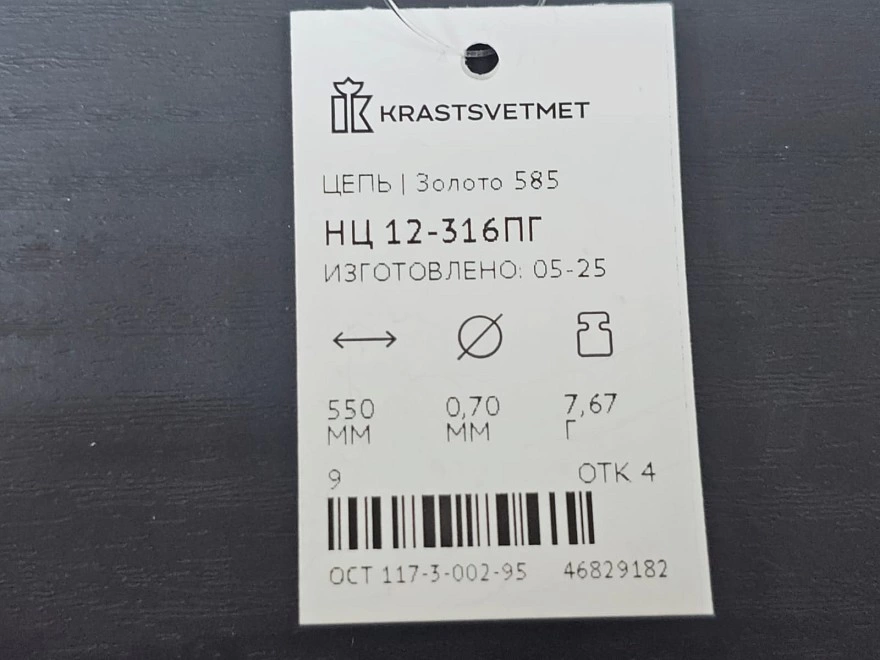 KRASTSVETMET
ЦЕПЬ | Золото 585
НЦ 12-316ПГ
ИЗГОТОВЛЕНО: 05-25
550 0,70 7,67
ММ ММ Г
9 ОТК 4
ОСТ 117-3-002-95 46829182